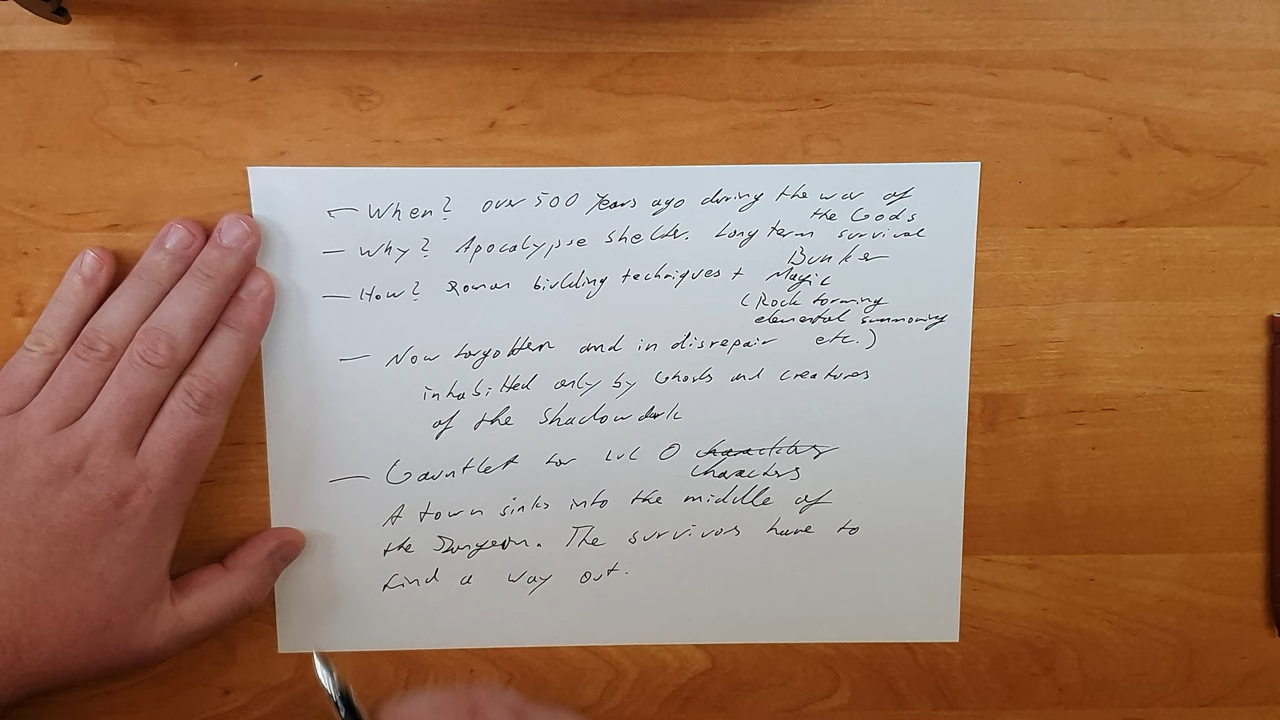 — When? over 500 Years ago during the war of
the Gods
— Why? Apocalypse shelter. Long term survival
Bunker
— How? Roman building techniques + Magic
(Rock forming
elemental summoning
etc.)
— Now forgotten and in disrepair
inhabited only by Ghosts and creatures
of the Shadowdark
— Gauntlet for Lvl 0 characters
characters
A town sinks into the middle of
the Dungeon. The survivors have to
find a way out.